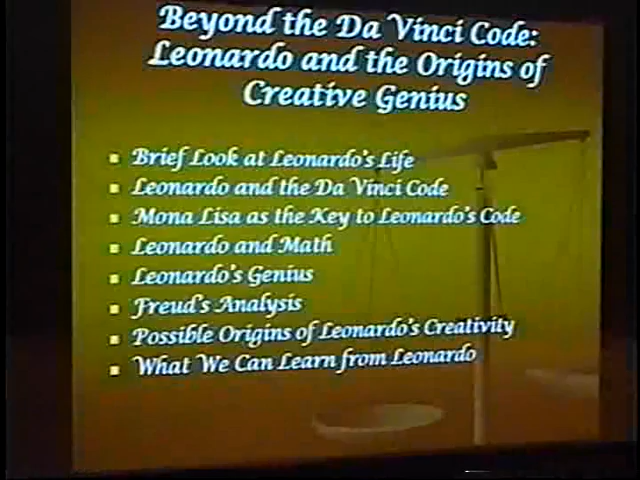 Beyond the Da Vinci Code:
Leonardo and the Origins of
Creative Genius
Brief Look at Leonardo's Life
Leonardo and the Da Vinci Code
Mona Lisa as the Key to Leonardo's Code
Leonardo and Math
Leonardo's Genius
Freud's Analysis
Possible Origins of Leonardo's Creativity
What We Can Learn from Leonardo